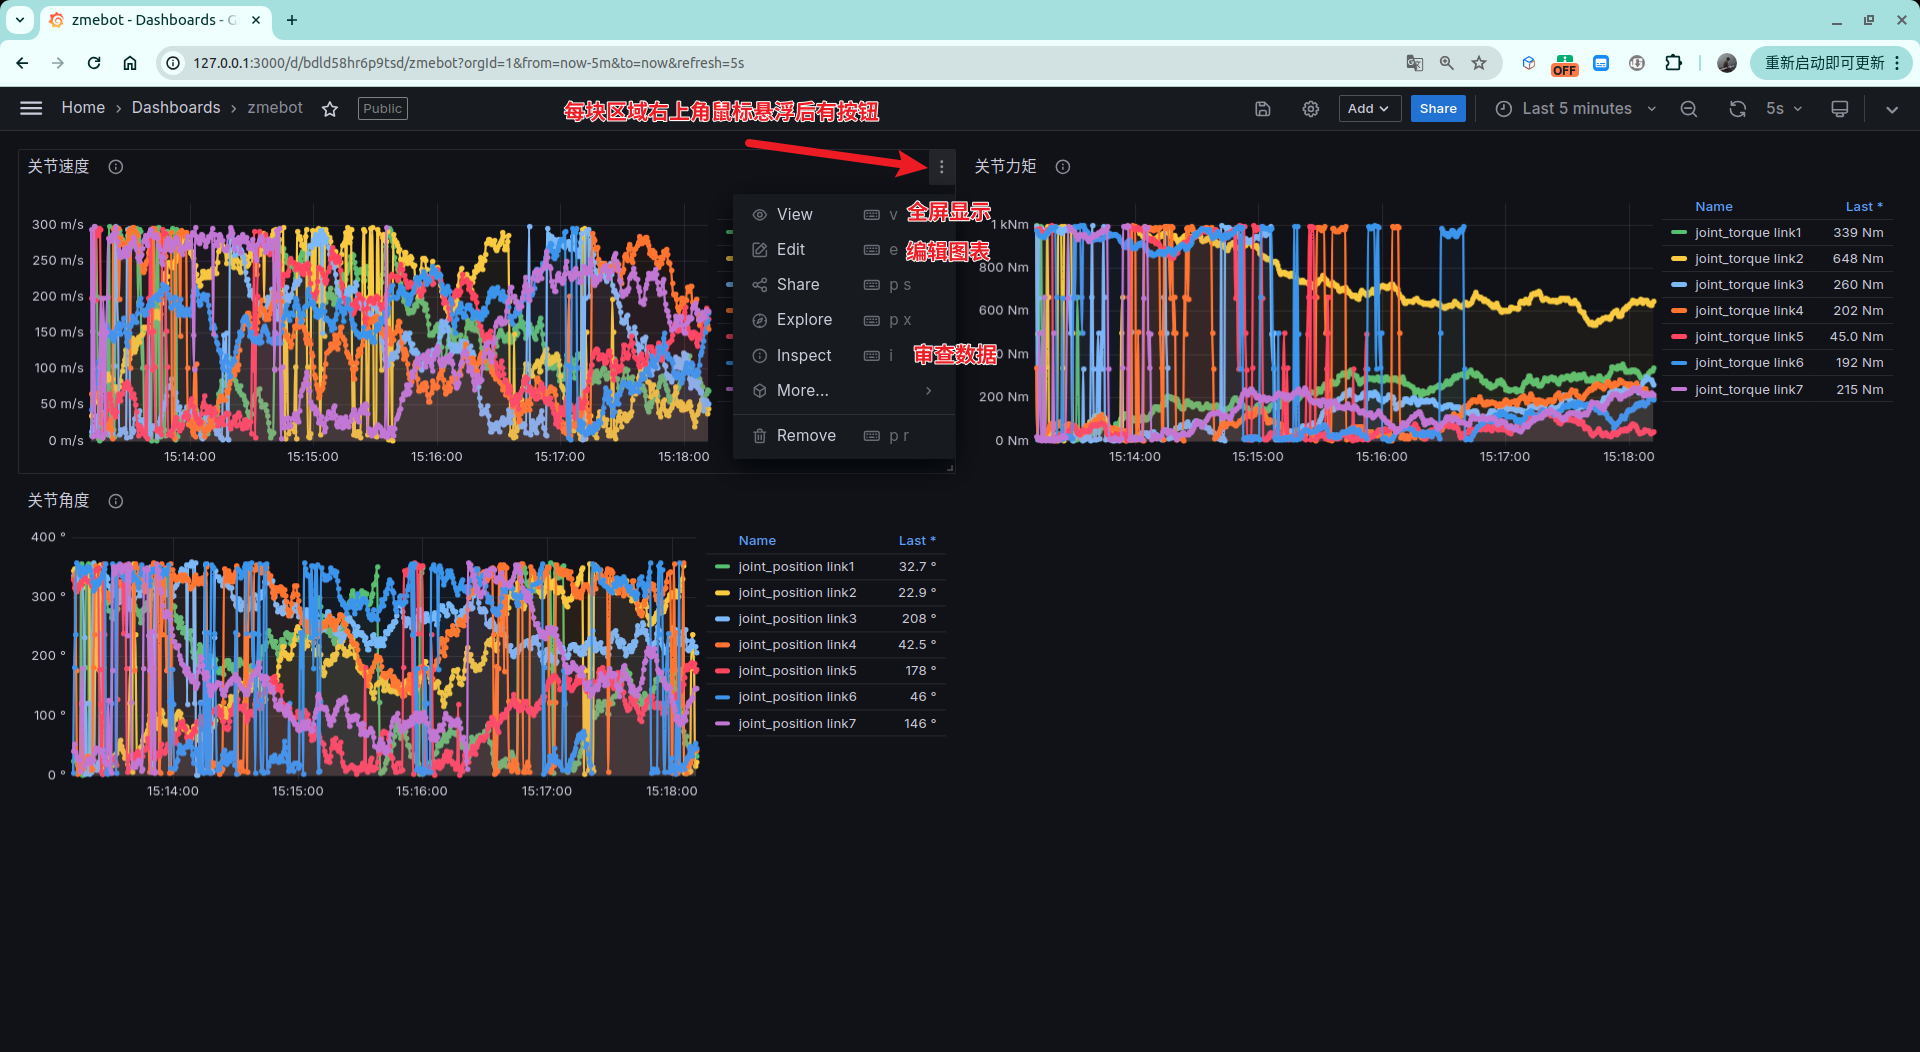 zmebot - Dashboards - G
127.0.0.1:3000/d/bdld58hr6p9tsd/zmebot?orgId=1&from=now-5m&to=now&refresh=5s
OFF
重新启动即可更新
Home › Dashboards › zmebot
Public
每块区域右上角鼠标悬浮后有按钮
Add
Share
Last 5 minutes
5s
关节速度
300 m/s
250 m/s
200 m/s
150 m/s
100 m/s
50 m/s
0 m/s
15:14:00 15:15:00 15:16:00 15:17:00 15:18:00
View v 全屏显示
Edit e 编辑图表
Share p s
Explore p x
Inspect i 审查数据
More...
Remove p r
关节力矩
1 kNm
800 Nm
600 Nm
200 Nm
0 Nm
15:14:00 15:15:00 15:16:00 15:17:00 15:18:00
Name Last *
joint_torque link1 339 Nm
joint_torque link2 648 Nm
joint_torque link3 260 Nm
joint_torque link4 202 Nm
joint_torque link5 45.0 Nm
joint_torque link6 192 Nm
joint_torque link7 215 Nm
关节角度
400 °
300 °
200 °
100 °
0 °
15:14:00 15:15:00 15:16:00 15:17:00 15:18:00
Name Last *
joint_position link1 32.7 °
joint_position link2 22.9 °
joint_position link3 208 °
joint_position link4 42.5 °
joint_position link5 178 °
joint_position link6 46 °
joint_position link7 146 °